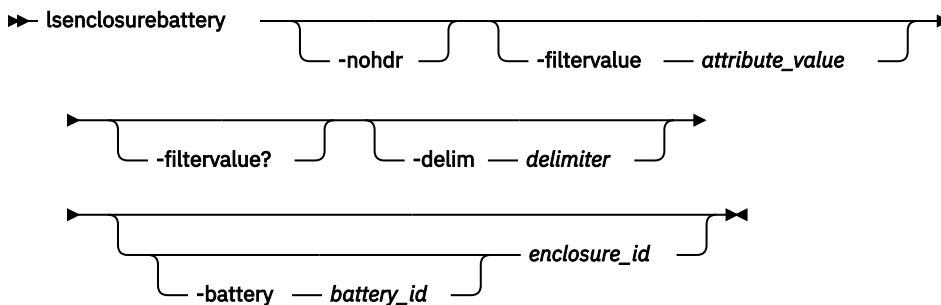 lsenclosurebattery
-nohdr -filtervalue attribute_value
-filtervalue? -delim delimiter
enclosure_id
-battery battery_id